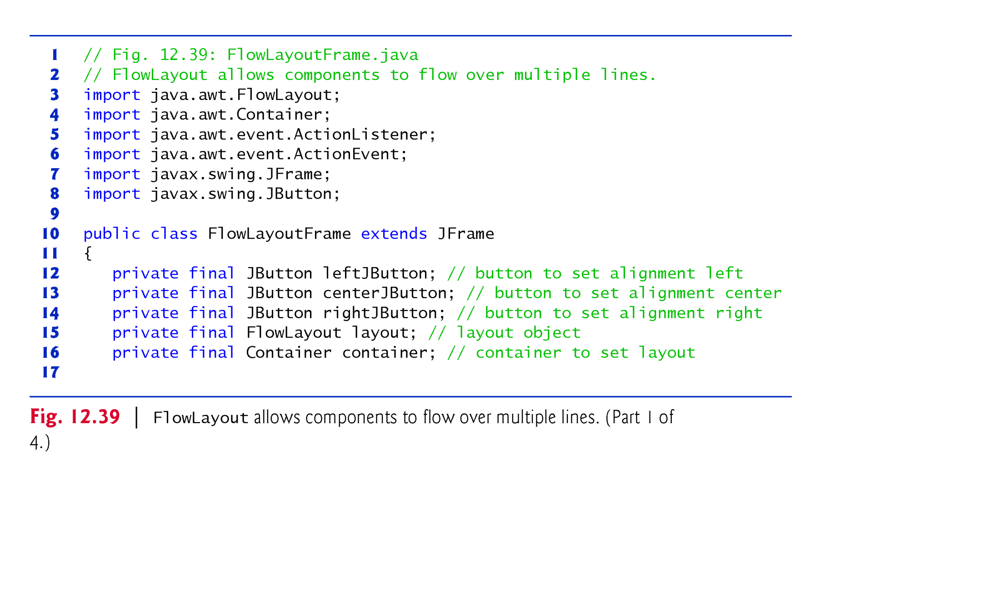 1 // Fig. 12.39: FlowLayoutFrame.java
2 // FlowLayout allows components to flow over multiple lines.
3 import java.awt.FlowLayout;
4 import java.awt.Container;
5 import java.awt.event.ActionListener;
6 import java.awt.event.ActionEvent;
7 import javax.swing.JFrame;
8 import javax.swing.JButton;
9
10 public class FlowLayoutFrame extends JFrame
11 {
12    private final JButton leftJButton; // button to set alignment left
13    private final JButton centerJButton; // button to set alignment center
14    private final JButton rightJButton; // button to set alignment right
15    private final FlowLayout layout; // layout object
16    private final Container container; // container to set layout
17
Fig. 12.39 | FlowLayout allows components to flow over multiple lines. (Part 1 of
4.)